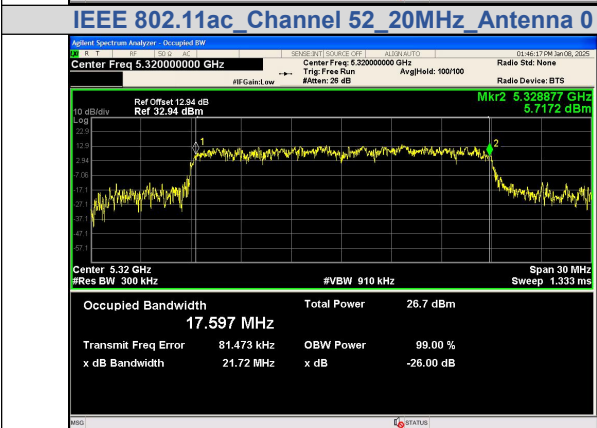 IEEE 802.11ac_Channel 52_20MHz_Antenna 0
Agilent Spectrum Analyzer - Occupied BW
R T RF 50 Ω AC SENSE:INT SOURCE OFF ALIGN AUTO 01:46:17 PM Jan 08, 2025
Center Freq 5.320000000 GHz Center Freq: 5.320000000 GHz Radio Std: None
Trig: Free Run Avg|Hold: 100/100
#IFGain:Low #Atten: 26 dB Radio Device: BTS
Mkr2 5.328877 GHz
5.7172 dBm
Ref Offset 12.94 dB
10 dB/div Ref 32.94 dBm
Log
22.9
12.9
2.94
-7.06
-17.1
-27.1
-37.1
-47.1
-57.1
1
2
Center 5.32 GHz Span 30 MHz
#Res BW 300 kHz #VBW 910 kHz Sweep 1.333 ms
Occupied Bandwidth Total Power 26.7 dBm
17.597 MHz
Transmit Freq Error 81.473 kHz OBW Power 99.00 %
x dB Bandwidth 21.72 MHz x dB -26.00 dB
MSG STATUS